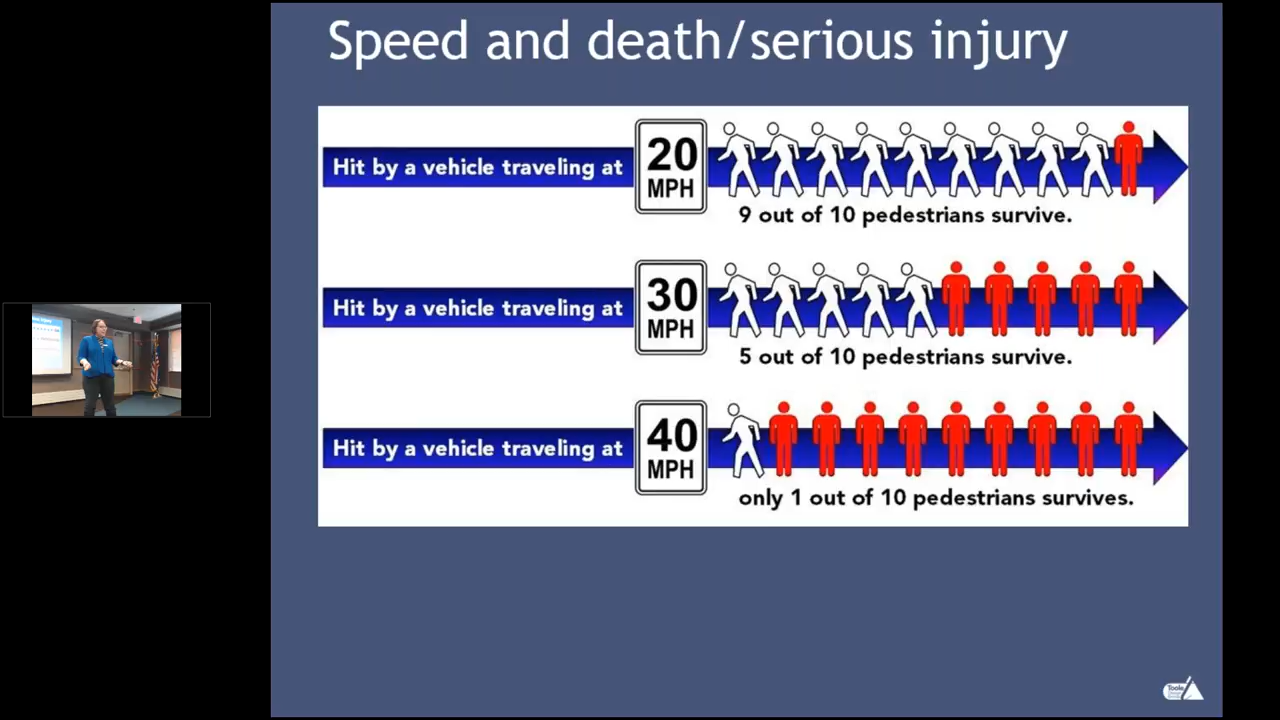 Speed and death/serious injury
Hit by a vehicle traveling at
20
MPH
9 out of 10 pedestrians survive.
Hit by a vehicle traveling at
30
MPH
5 out of 10 pedestrians survive.
Hit by a vehicle traveling at
40
MPH
only 1 out of 10 pedestrians survives.
Toole